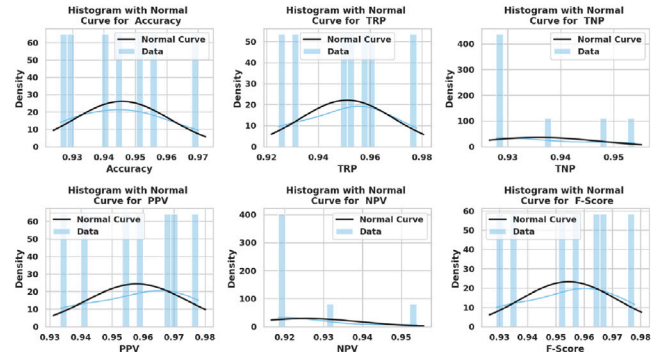 Histogram with Normal
Curve for Accuracy
Density
60
50
40
30
20
10
0
Normal Curve
Data
0.93 0.94 0.95 0.96 0.97
Accuracy
Histogram with Normal
Curve for TRP
Density
50
40
30
20
10
0
Normal Curve
Data
0.92 0.94 0.96 0.98
TRP
Histogram with Normal
Curve for TNP
Density
400
300
200
100
0
Normal Curve
Data
0.93 0.94 0.95
TNP
Histogram with Normal
Curve for PPV
Density
60
50
40
30
20
10
0
Normal Curve
Data
0.93 0.94 0.95 0.96 0.97 0.98
PPV
Histogram with Normal
Curve for NPV
Density
400
300
200
100
0
Normal Curve
Data
0.92 0.93 0.94 0.95
NPV
Histogram with Normal
Curve for F-Score
Density
50
40
30
20
10
0
Normal Curve
Data
0.93 0.94 0.95 0.96 0.97 0.98
F-Score